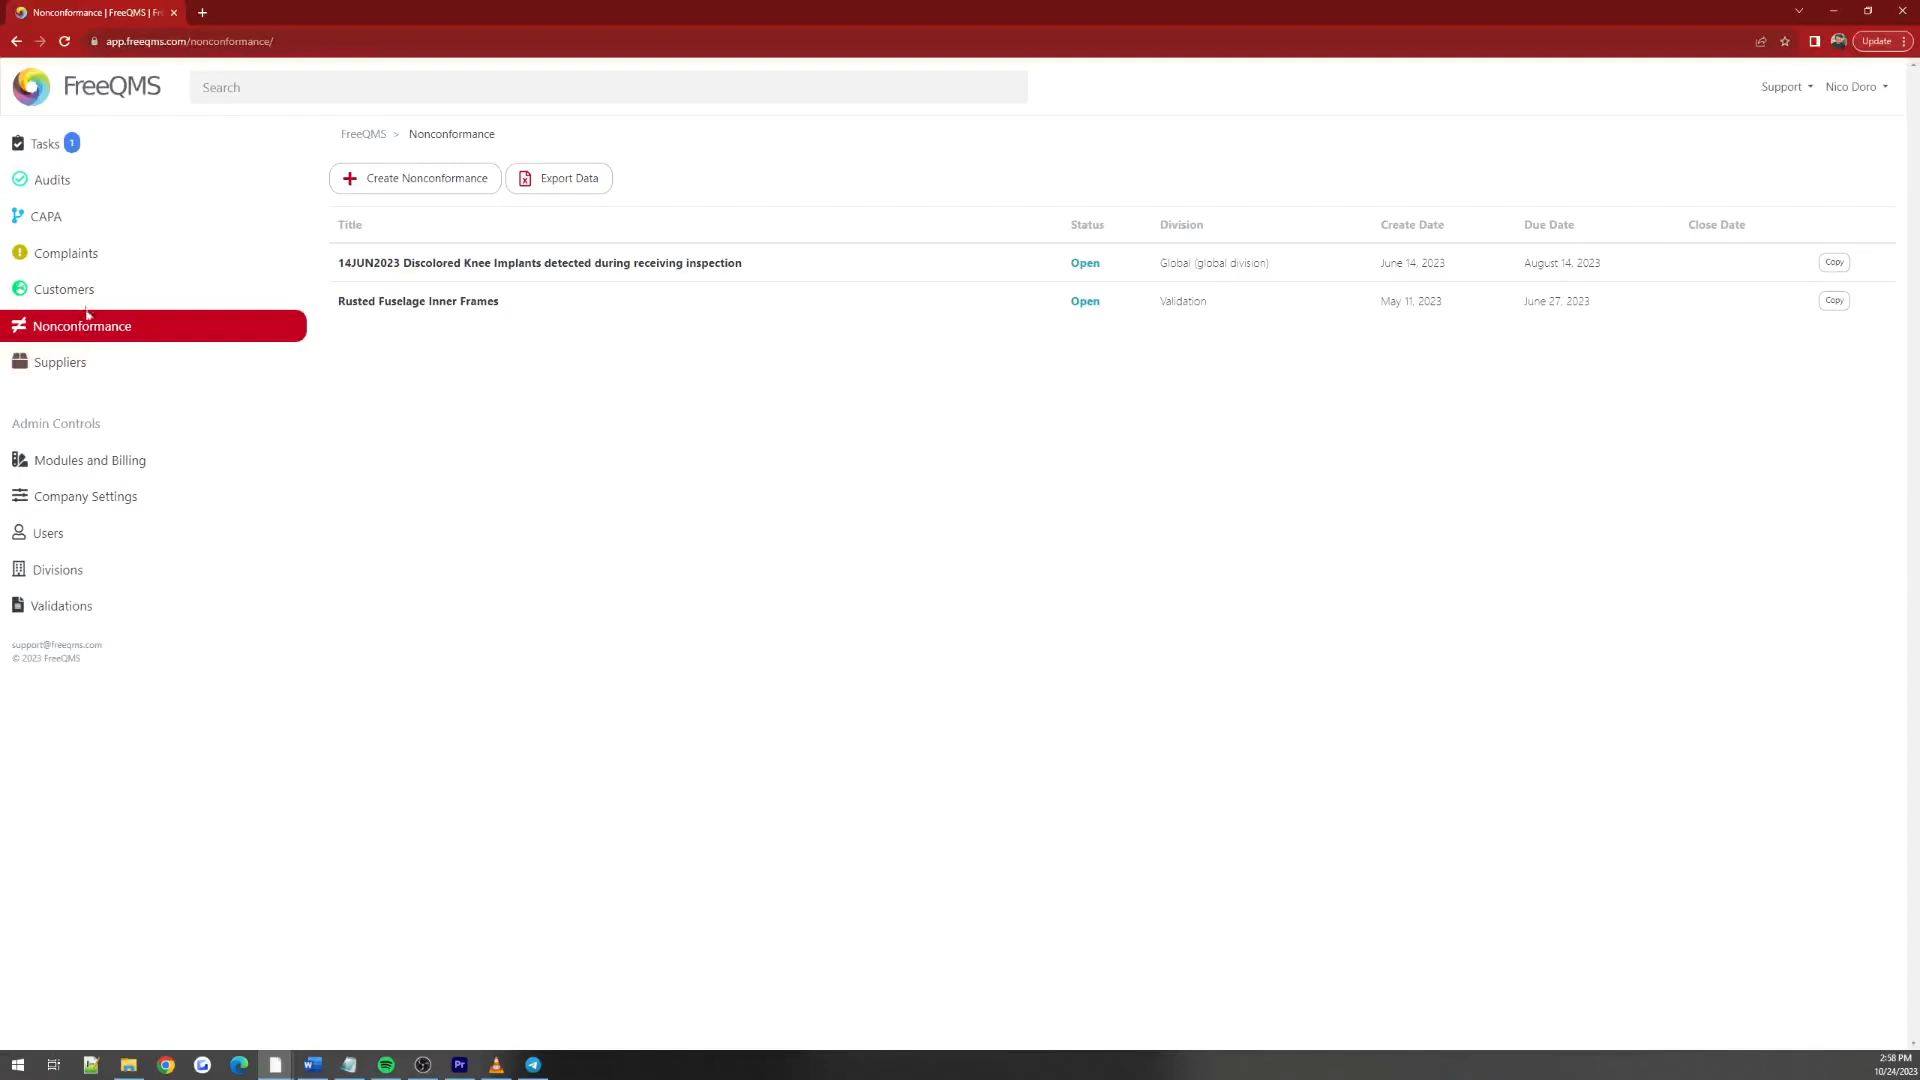 Nonconformance | FreeQMS | Fr
app.freeqms.com/nonconformance/
Update
FreeQMS
Search
Support
Nico Doro
Tasks 1
Audits
CAPA
Complaints
Customers
Nonconformance
Suppliers
Admin Controls
Modules and Billing
Company Settings
Users
Divisions
Validations
support@freeqms.com
© 2023 FreeQMS
FreeQMS > Nonconformance
Create Nonconformance
Export Data
Title Status Division Create Date Due Date Close Date
14JUN2023 Discolored Knee Implants detected during receiving inspection Open Global (global division) June 14, 2023 August 14, 2023 Copy
Rusted Fuselage Inner Frames Open Validation May 11, 2023 June 27, 2023 Copy
Pr
2:58 PM
10/24/2023